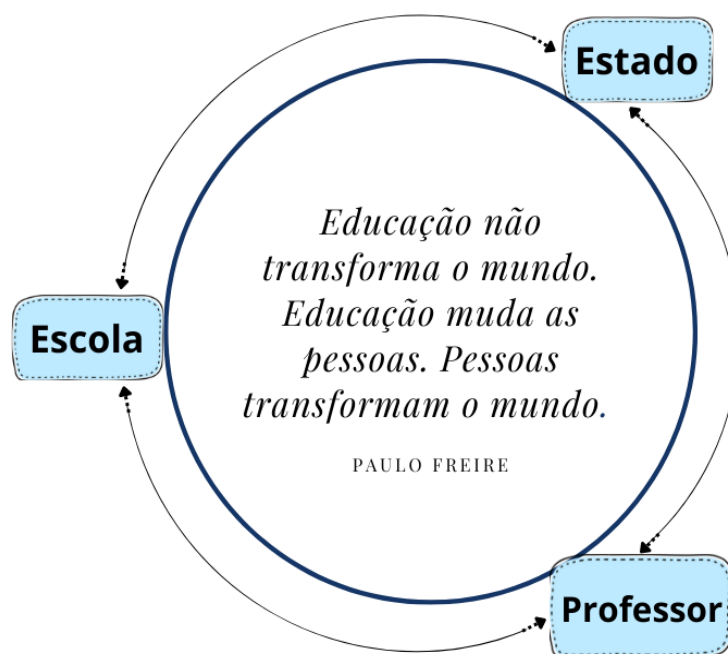 Estado
Educação não
transforma o mundo.
Educação muda as
pessoas. Pessoas
transformam o mundo.
PAULO FREIRE
Escola
Professor